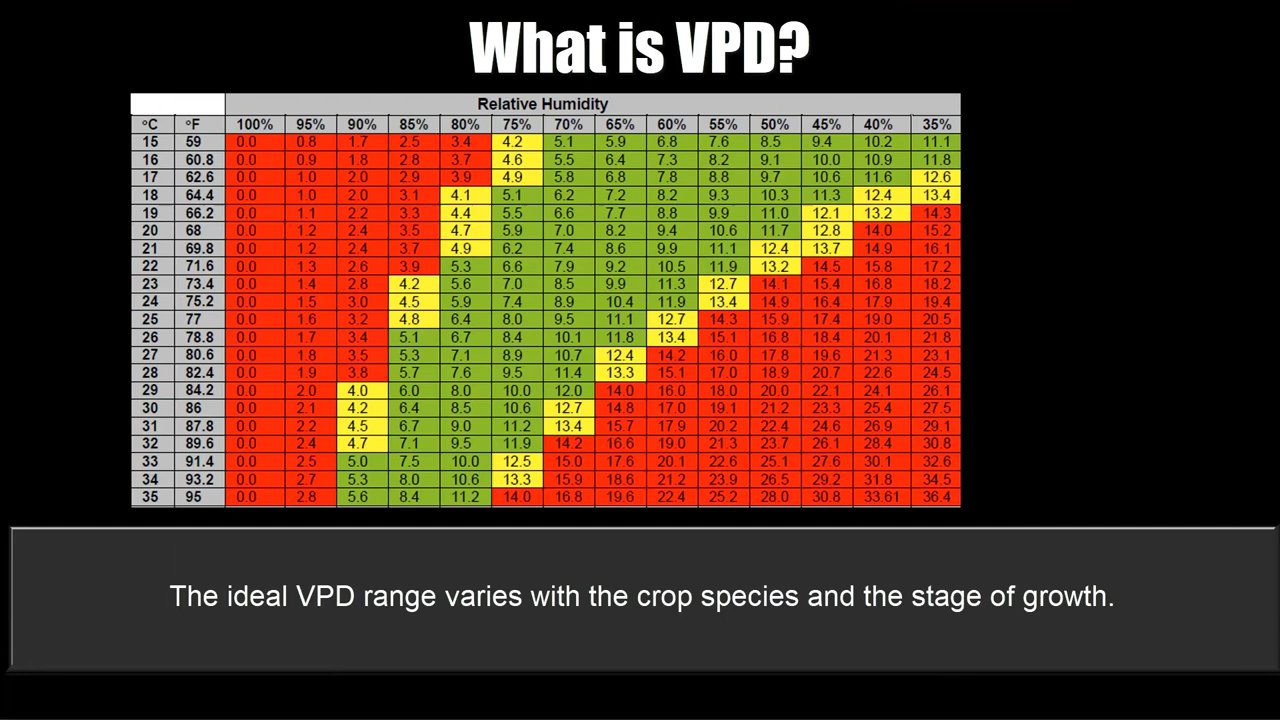 What is VPD?
Relative Humidity
°C °F 100% 95% 90% 85% 80% 75% 70% 65% 60% 55% 50% 45% 40% 35%
15 59 0.0 0.8 1.7 2.5 3.4 4.2 5.1 5.9 6.8 7.6 8.5 9.4 10.2 11.1
16 60.8 0.0 0.9 1.8 2.8 3.7 4.6 5.5 6.4 7.3 8.2 9.1 10.0 10.9 11.8
17 62.6 0.0 1.0 2.0 2.9 3.9 4.9 5.8 6.8 7.8 8.8 9.7 10.6 11.6 12.6
18 64.4 0.0 1.0 2.0 3.1 4.1 5.1 6.2 7.2 8.2 9.3 10.3 11.3 12.4 13.4
19 66.2 0.0 1.1 2.2 3.3 4.4 5.5 6.6 7.7 8.8 9.9 11.0 12.1 13.2 14.3
20 68 0.0 1.2 2.4 3.5 4.7 5.9 7.0 8.2 9.4 10.6 11.7 12.8 14.0 15.2
21 69.8 0.0 1.2 2.4 3.7 4.9 6.2 7.4 8.6 9.9 11.1 12.4 13.7 14.9 16.1
22 71.6 0.0 1.3 2.6 3.9 5.3 6.6 7.9 9.2 10.5 11.9 13.2 14.5 15.8 17.2
23 73.4 0.0 1.4 2.8 4.2 5.6 7.0 8.5 9.9 11.3 12.7 14.1 15.4 16.8 18.2
24 75.2 0.0 1.5 3.0 4.5 5.9 7.4 8.9 10.4 11.9 13.4 14.9 16.4 17.9 19.4
25 77 0.0 1.6 3.2 4.8 6.4 8.0 9.5 11.1 12.7 14.3 15.9 17.4 19.0 20.5
26 78.8 0.0 1.7 3.4 5.1 6.7 8.4 10.1 11.8 13.4 15.1 16.8 18.4 20.1 21.8
27 80.6 0.0 1.8 3.5 5.3 7.1 8.9 10.7 12.4 14.2 16.0 17.8 19.6 21.3 23.1
28 82.4 0.0 1.9 3.8 5.7 7.6 9.5 11.4 13.3 15.1 17.0 18.9 20.7 22.6 24.5
29 84.2 0.0 2.0 4.0 6.0 8.0 10.0 12.0 14.0 16.0 18.0 20.0 22.1 24.1 26.1
30 86 0.0 2.1 4.2 6.4 8.5 10.6 12.7 14.8 17.0 19.1 21.2 23.3 25.4 27.5
31 87.8 0.0 2.2 4.5 6.7 9.0 11.2 13.4 15.7 17.9 20.2 22.4 24.6 26.9 29.1
32 89.6 0.0 2.4 4.7 7.1 9.5 11.9 14.2 16.6 19.0 21.3 23.7 26.1 28.4 30.8
33 91.4 0.0 2.5 5.0 7.5 10.0 12.5 15.0 17.6 20.1 22.6 25.1 27.6 30.1 32.6
34 93.2 0.0 2.7 5.3 8.0 10.6 13.3 15.9 18.6 21.2 23.9 26.5 29.2 31.8 34.5
35 95 0.0 2.8 5.6 8.4 11.2 14.0 16.8 19.6 22.4 25.2 28.0 30.8 33.61 36.4
The ideal VPD range varies with the crop species and the stage of growth.